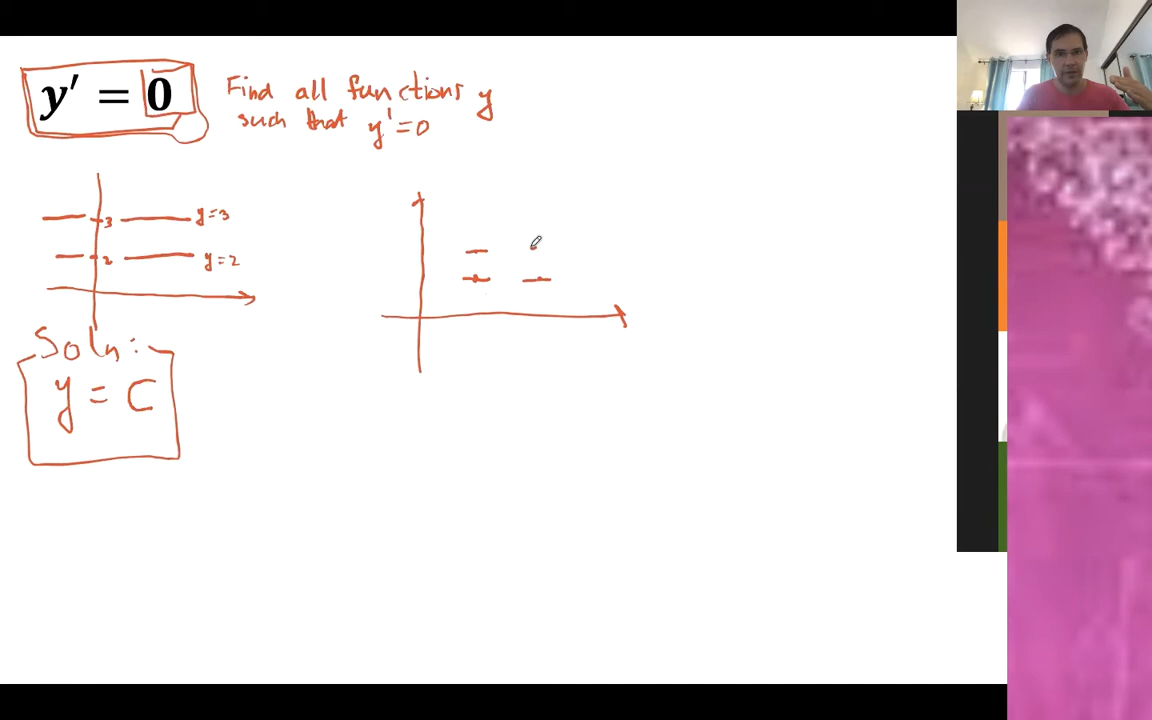 y' = 0
Find all functions y
such that y'=0
3
y=3
2
y=2
Soln:
y = C